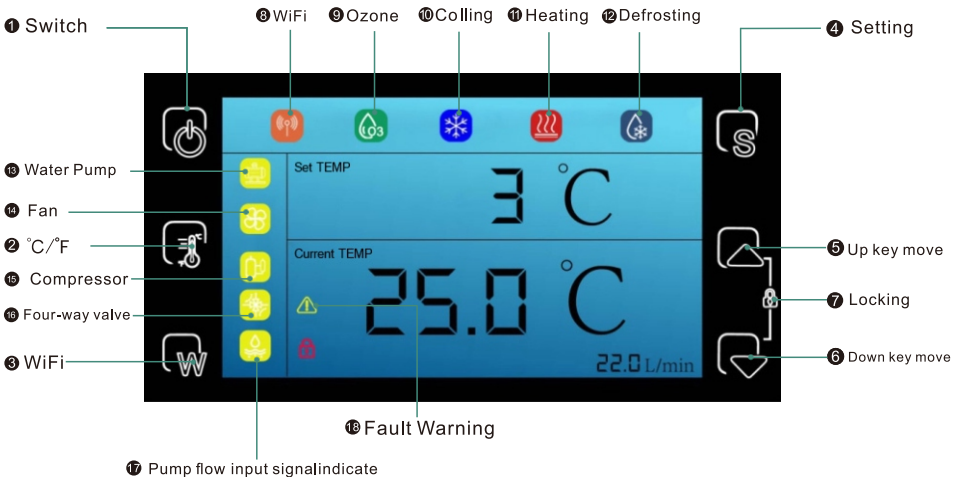 ❽WiFi ❾Ozone ❿Colling ⓫Heating ⓬Defrosting
❶ Switch
❹ Setting
LO3
S
⓭ Water Pump
Set TEMP
3 °C
⓮ Fan
❷ °C/°F
Current TEMP
25.0 °C
❺ Up key move
⓯ Compressor
❼ Locking
⓰ Four-way valve
❸ WiFi
W
22.0 L/min
❻ Down key move
⓲ Fault Warning
⓱ Pump flow input signalindicate